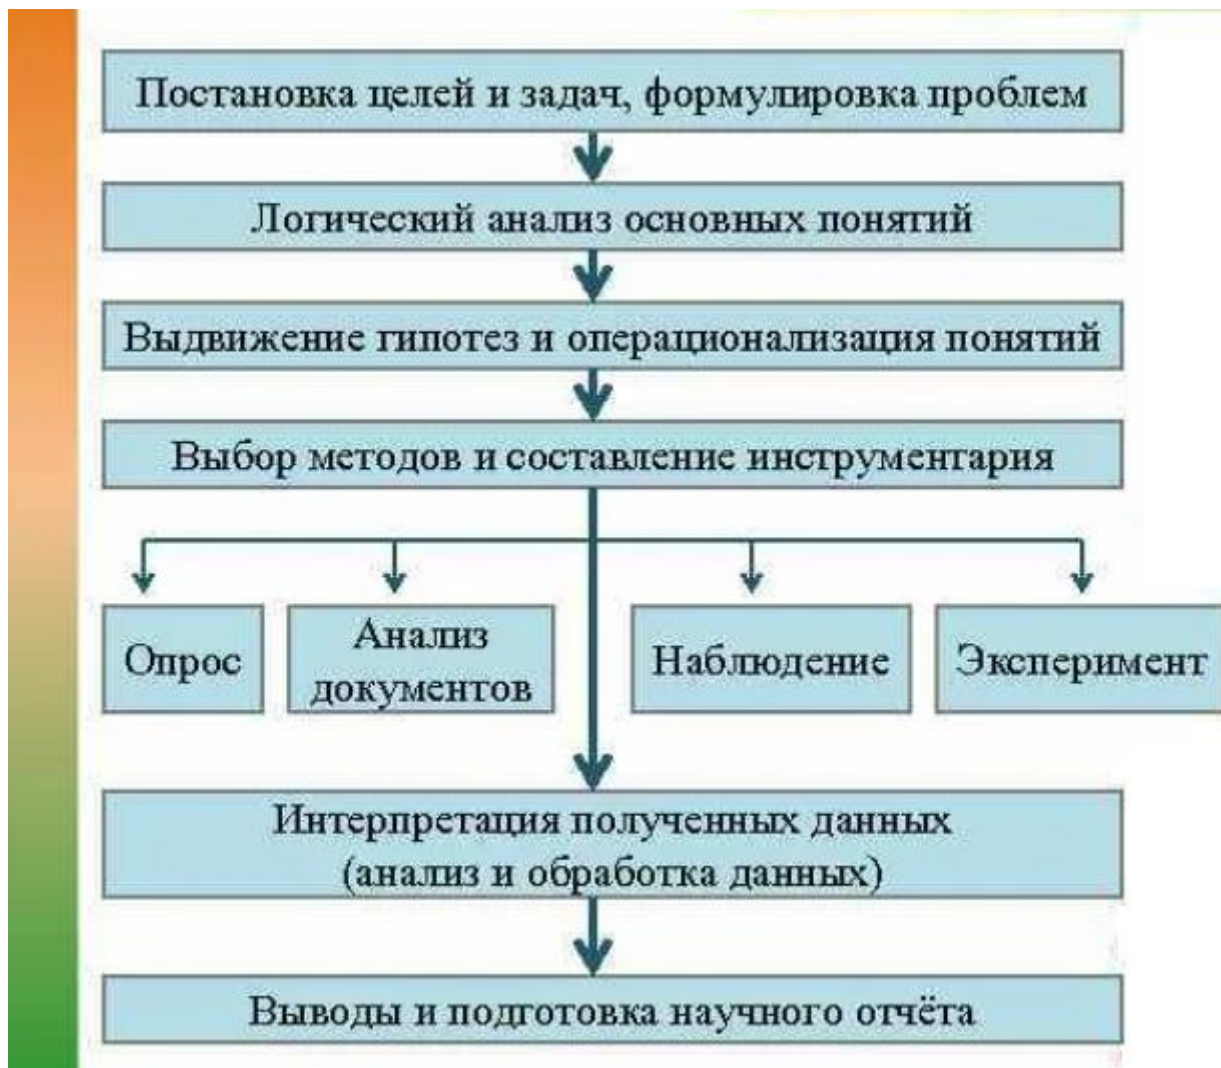 Постановка целей и задач, формулировка проблем
Логический анализ основных понятий
Выдвижение гипотез и операционализация понятий
Выбор методов и составление инструментария
Опрос
Анализ
документов
Наблюдение
Эксперимент
Интерпретация полученных данных
(анализ и обработка данных)
Выводы и подготовка научного отчёта